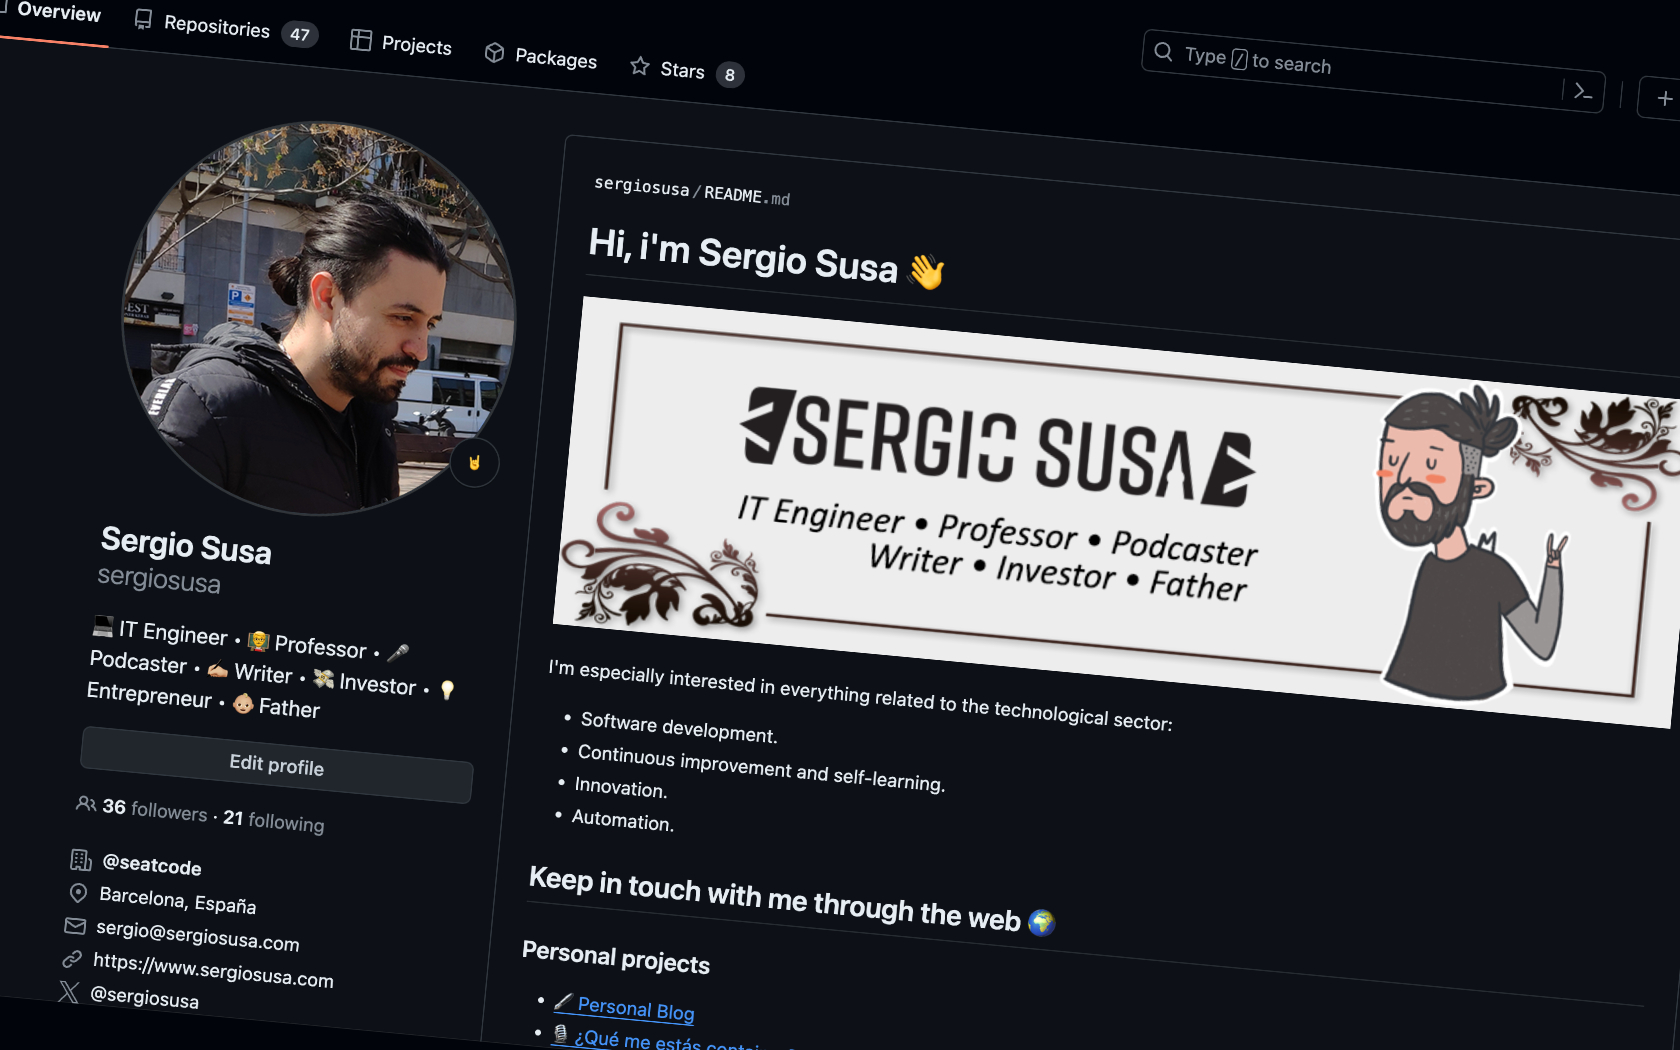 Overview
Repositories 47
Projects
Packages
Stars 8
Type / to search
sergiosusa/README.md
Hi, i'm Sergio Susa 👋
SERGIO SUSA
IT Engineer • Professor • Podcaster
Writer • Investor • Father
EVERLAST
P
Sergio Susa
sergiosusa
💻 IT Engineer • 👨‍🏫 Professor • 🎤
Podcaster • ✍🏼 Writer • 💸 Investor • 💡
Entrepreneur • 👶🏼 Father
Edit profile
36 followers · 21 following
@seatcode
Barcelona, España
sergio@sergiosusa.com
https://www.sergiosusa.com
@sergiosusa
I'm especially interested in everything related to the technological sector:
• Software development.
• Continuous improvement and self-learning.
• Innovation.
• Automation.
Keep in touch with me through the web 🌍
Personal projects
• 🖌️ Personal Blog
• 🎙️ ¿Qué me estás